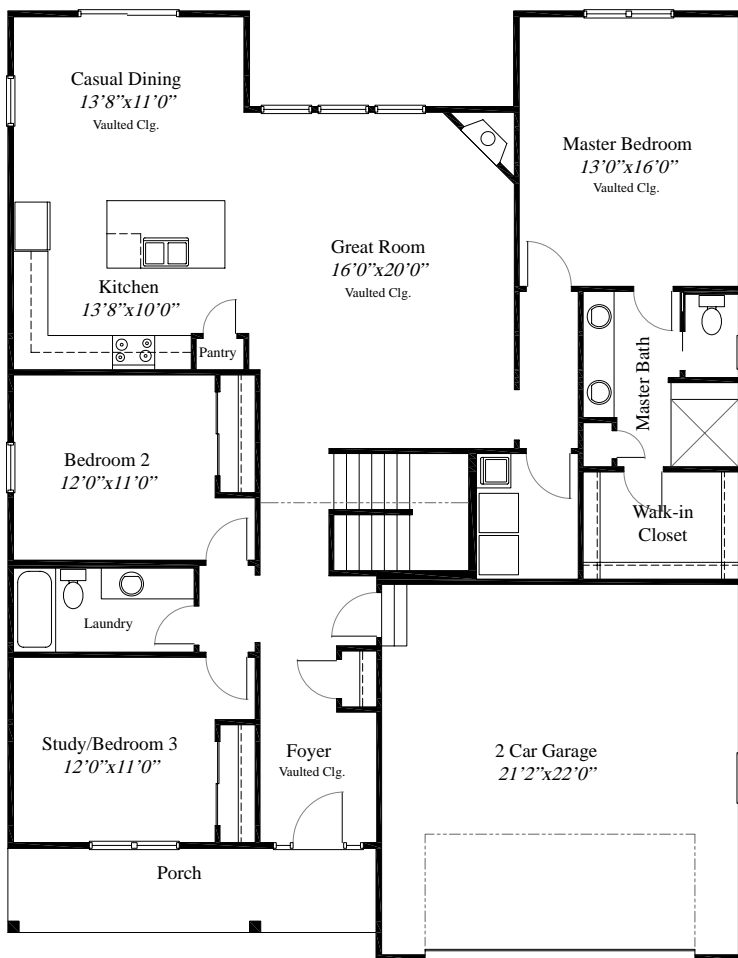 Casual Dining
13’8”x11’0”
Vaulted Clg.
Master Bedroom
13’0”x16’0”
Vaulted Clg.
Great Room
16’0”x20’0”
Vaulted Clg.
Kitchen
13’8x10’0”
Pantry
Master Bath
Bedroom 2
12’0”x11’0”
Walk-in
Closet
Laundry
Study/Bedroom 3
12’0”x11’0”
Foyer
Vaulted Clg.
2 Car Garage
21’2”x22’0”
Porch